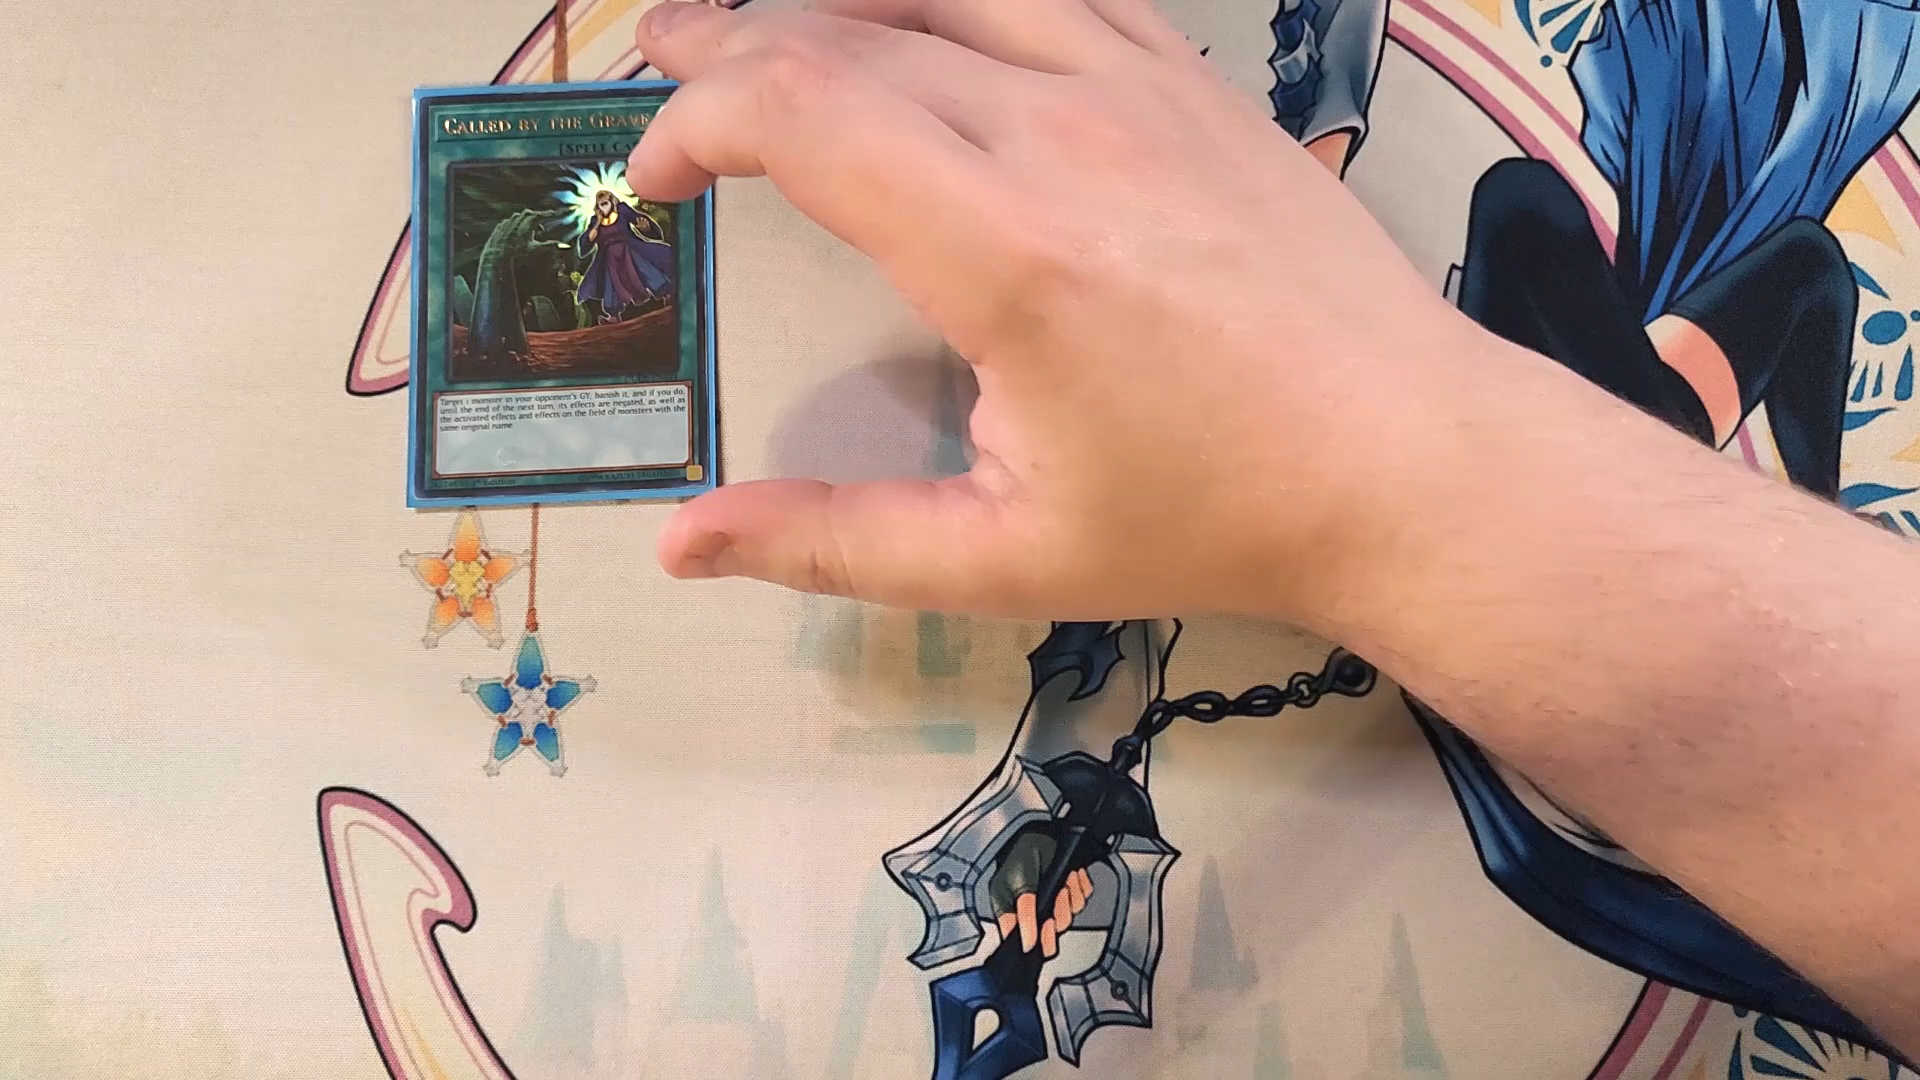 CALLED BY THE GRAVE
[SPELL CA
Target 1 monster in your opponent's GY; banish it, and if you do,
until the end of the next turn, its effects are negated, as well as
the activated effects and effects on the field of monsters with the
same original name.
1st Edition